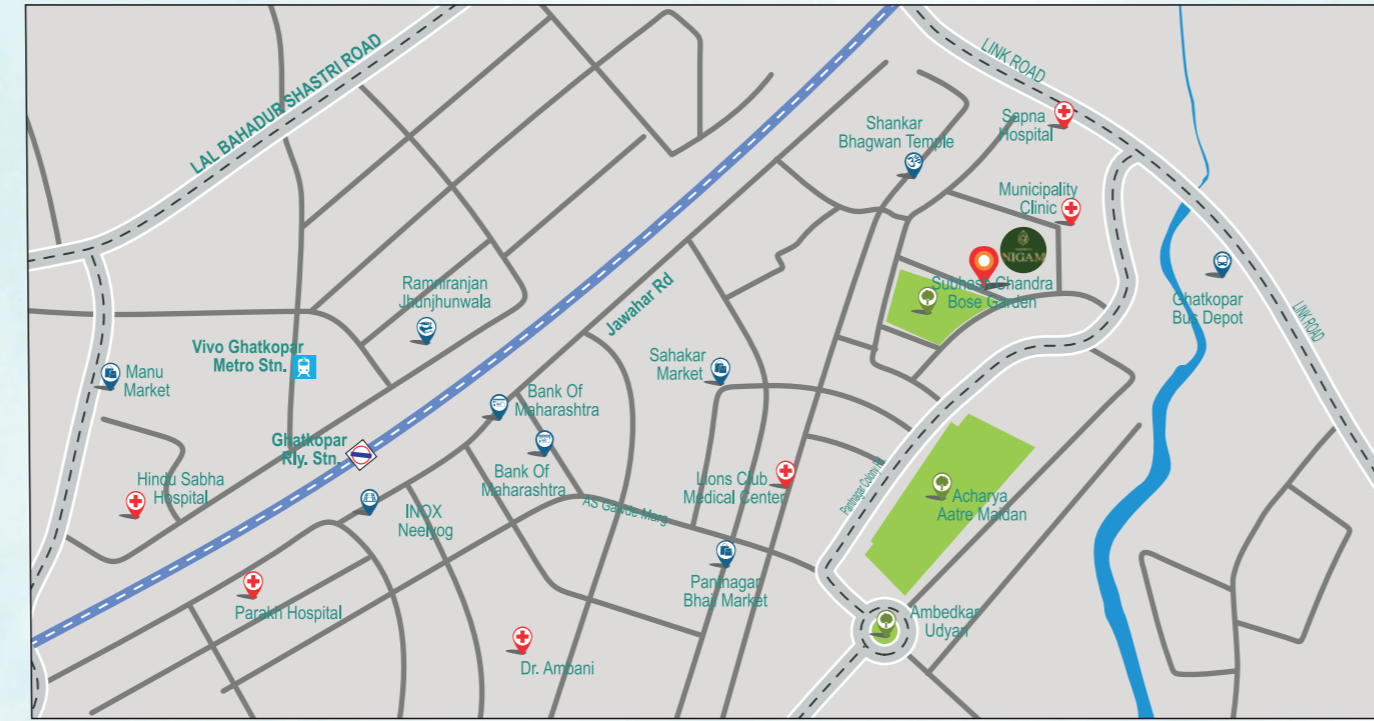 LAL BAHADUR SHASTRI ROAD
LINK ROAD
Sapna
Hospital
Shankar
Bhagwan Temple
Municipality
Clinic
NIGAM
Subhash Chandra
Bose Garden
Ghatkopar
Bus Depot
LINK ROAD
Ramniranjan
Jhunjhunwala
Jawahar Rd
Vivo Ghatkopar
Metro Stn.
Manu
Market
Sahakar
Market
Bank Of
Maharashtra
Ghatkopar
Rly. Stn.
Bank Of
Maharashtra
Hindu Sabha
Hospital
INOX
Neelyog
AS Gawde Marg
Lions Club
Medical Center
Pantnagar Colony Rd
Acharya
Aatre Maidan
Pantnagar
Bhaji Market
Parakh Hospital
Ambedkar
Udyan
Dr. Ambani